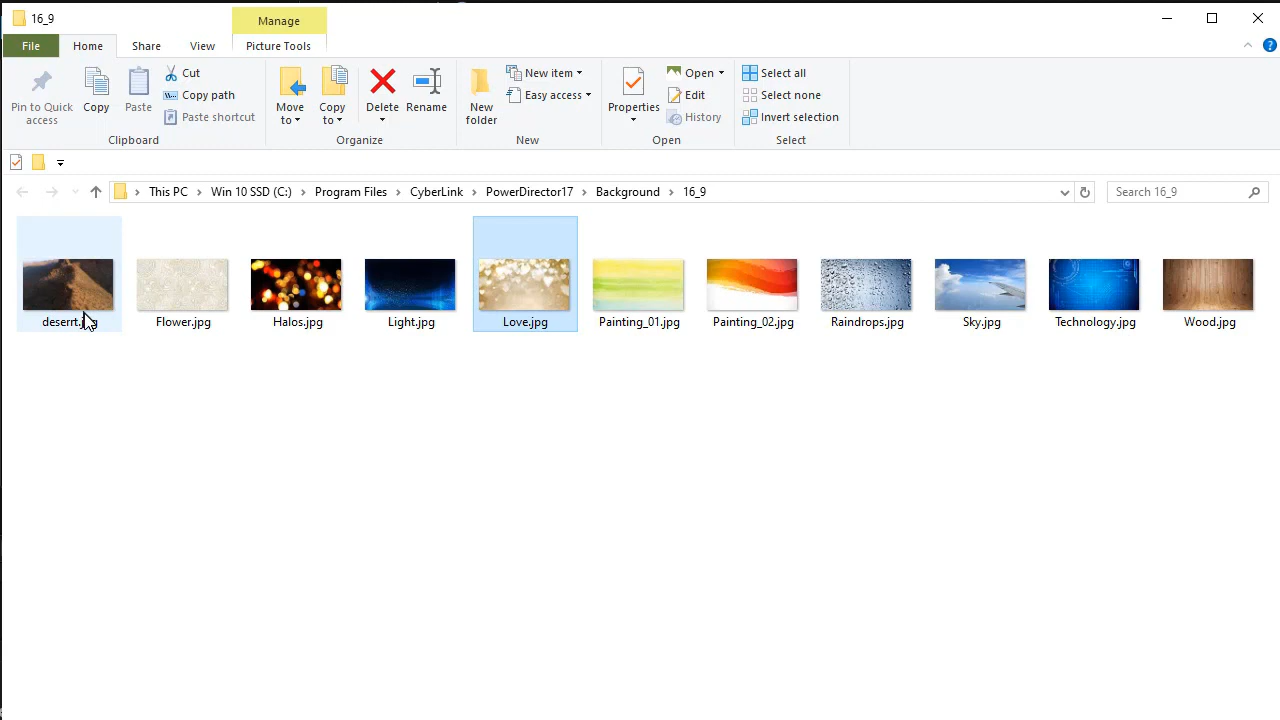 16_9
Manage
File Home Share View Picture Tools
Pin to Quick access
Copy
Paste
Cut
Copy path
Paste shortcut
Clipboard
Move to
Copy to
Delete
Rename
Organize
New folder
New item
Easy access
New
Properties
Open
Edit
History
Open
Select all
Select none
Invert selection
Select
This PC > Win 10 SSD (C:) > Program Files > CyberLink > PowerDirector17 > Background > 16_9
Search 16_9
desert.jpg Flower.jpg Halos.jpg Light.jpg Love.jpg Painting_01.jpg Painting_02.jpg Raindrops.jpg Sky.jpg Technology.jpg Wood.jpg